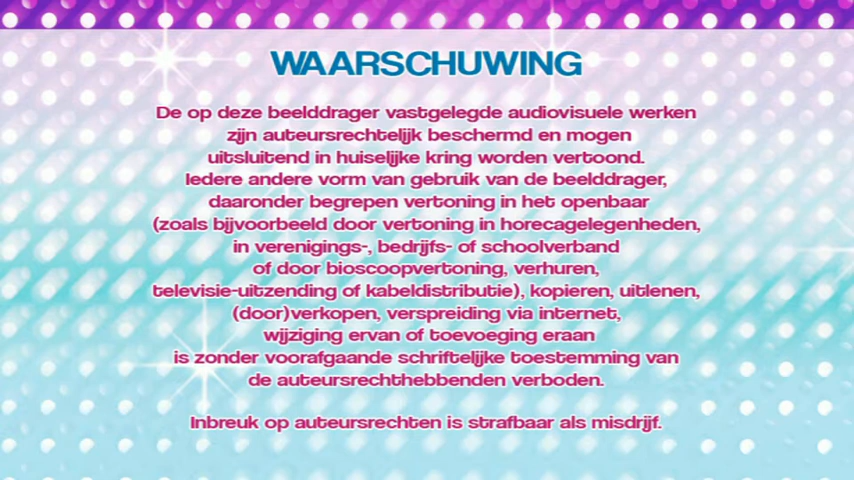 WAARSCHUWING
De op deze beelddrager vastgelegde audiovisuele werken
zijn auteursrechtelijk beschermd en mogen
uitsluitend in huiselijke kring worden vertoond.
Iedere andere vorm van gebruik van de beelddrager,
daaronder begrepen vertoning in het openbaar
(zoals bijvoorbeeld door vertoning in horecagelegenheden,
in verenigings-, bedrijfs- of schoolverband
of door bioscoopvertoning, verhuren,
televisie-uitzending of kabeldistributie), kopieren, uitlenen,
(door)verkopen, verspreiding via internet,
wijziging ervan of toevoeging eraan
is zonder voorafgaande schriftelijke toestemming van
de auteursrechthebbenden verboden.
Inbreuk op auteursrechten is strafbaar als misdrijf.